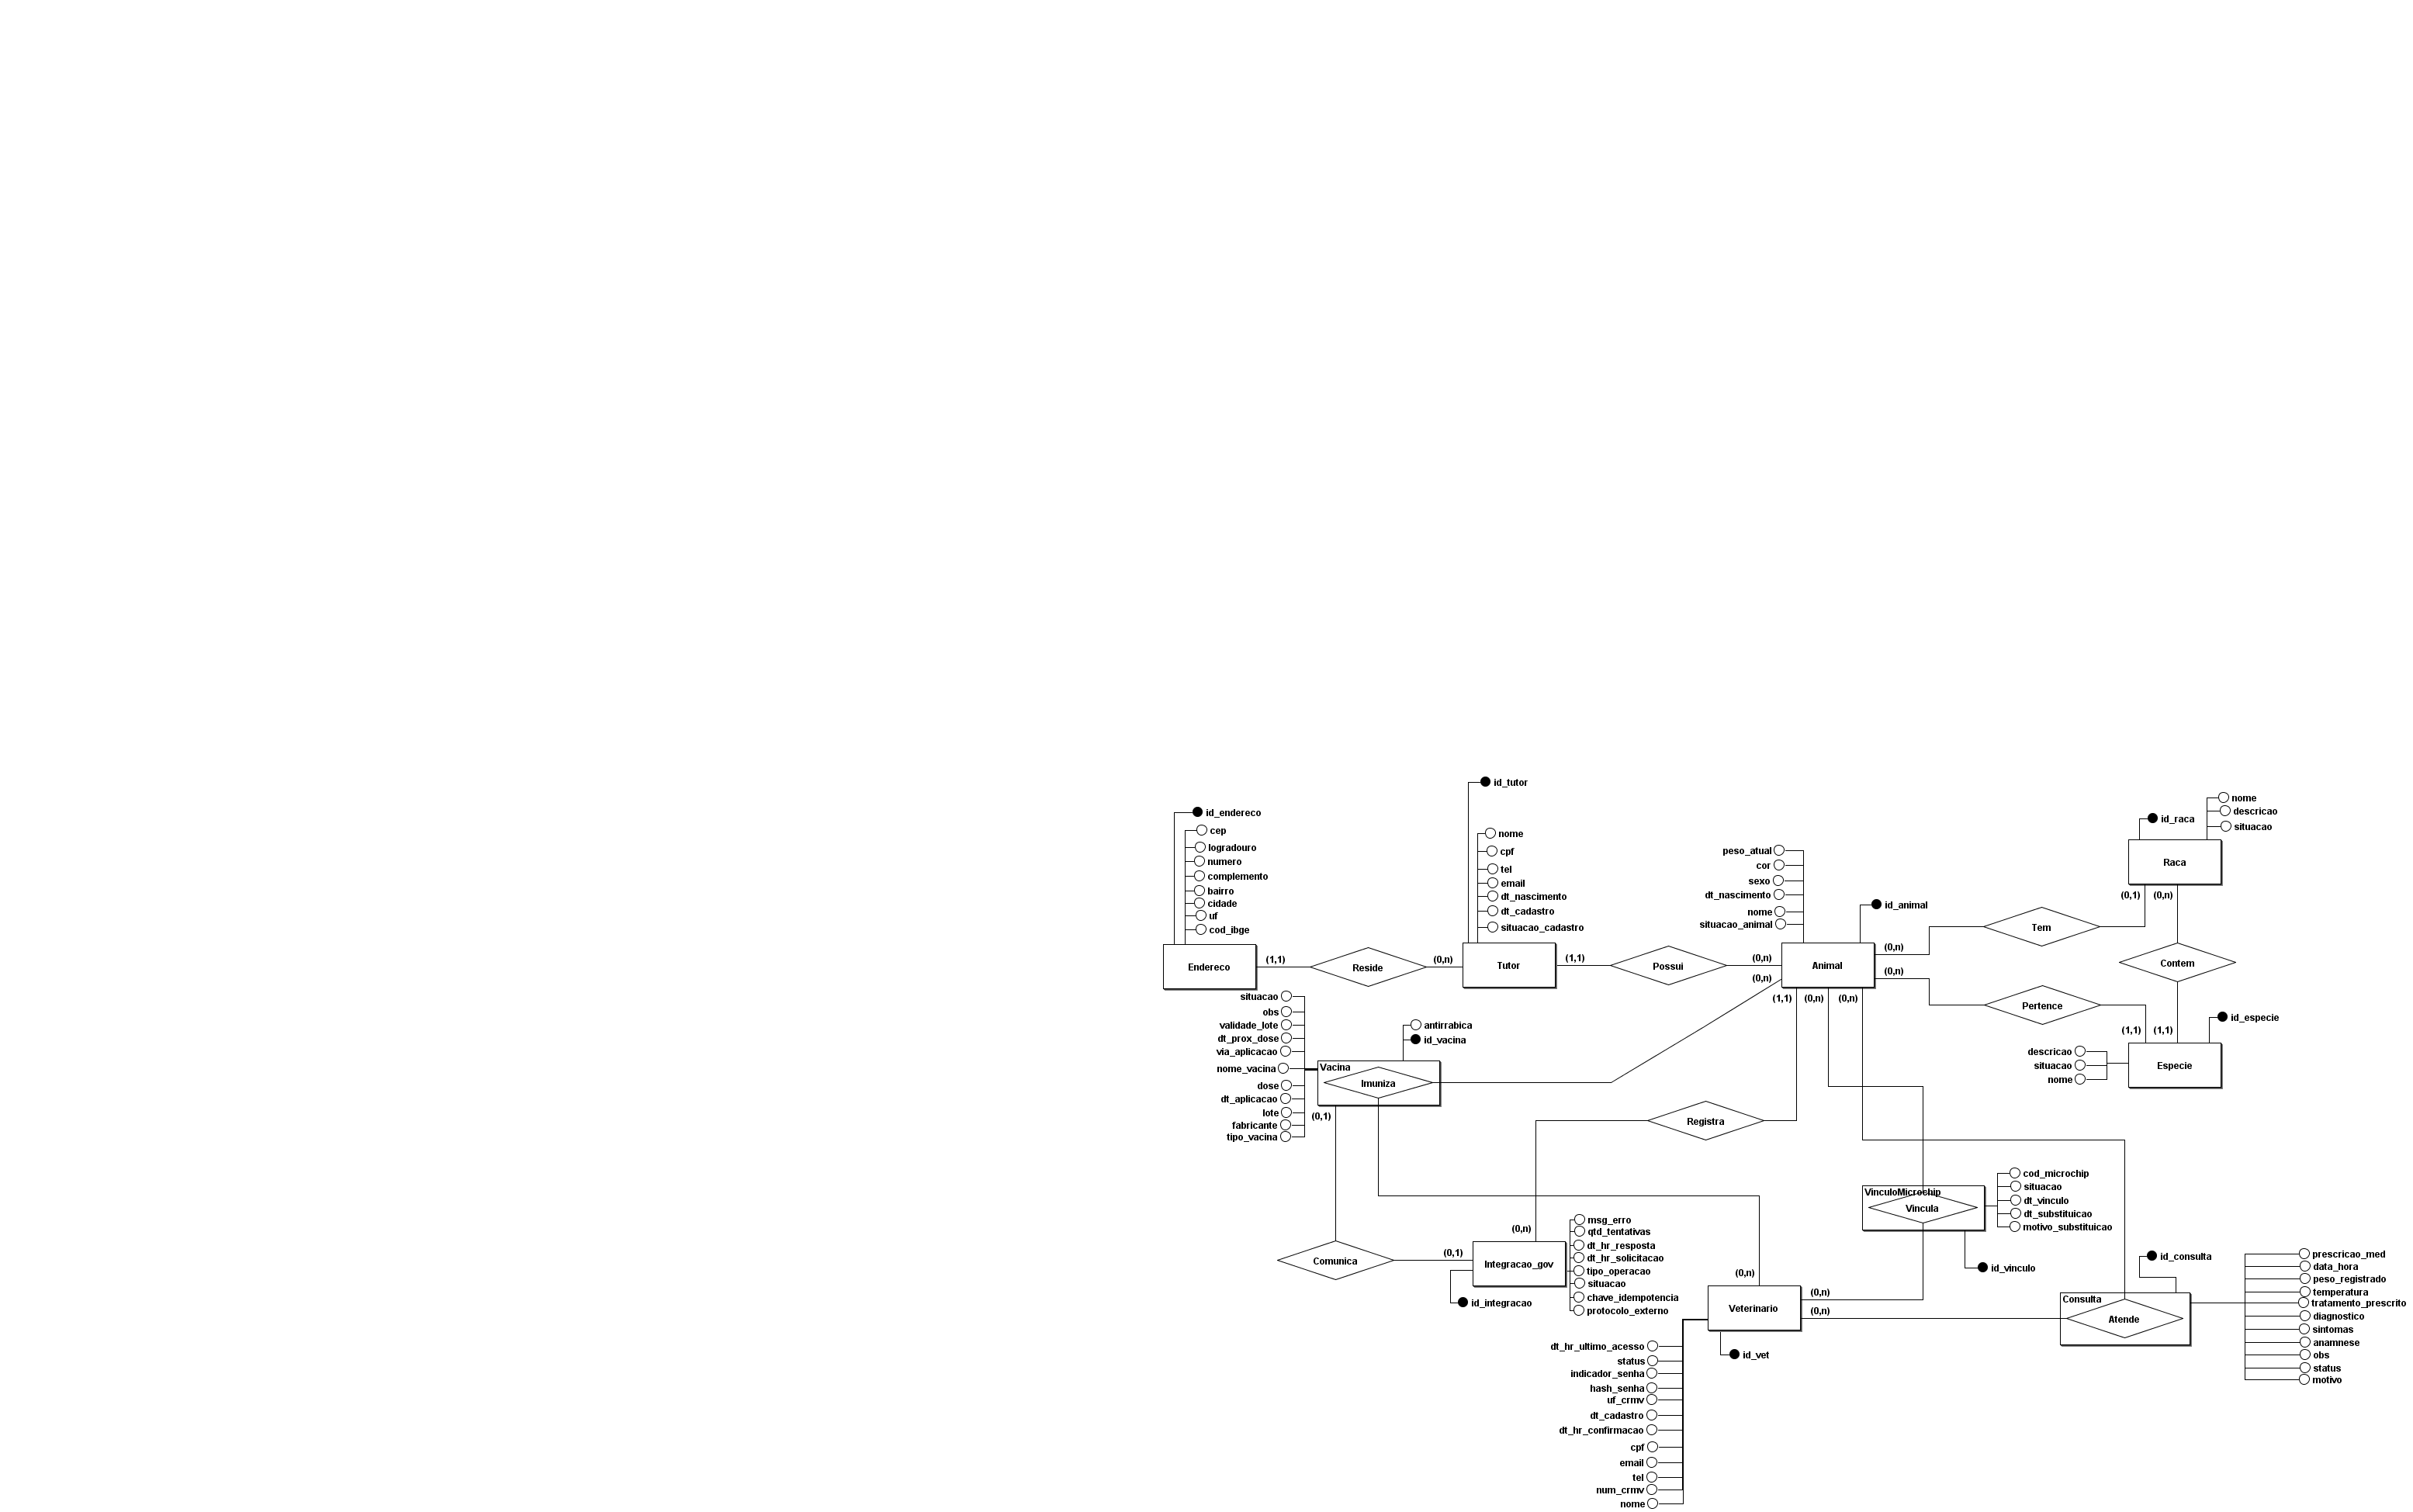 id_tutor
id_endereco
cep
logradouro
numero
complemento
bairro
cidade
uf
cod_ibge
Endereco
(1,1)
Reside
(0,n)
nome
cpf
tel
email
dt_nascimento
dt_cadastro
situacao_cadastro
Tutor
(1,1)
Possui
(0,n)
(0,n)
peso_atual
cor
sexo
dt_nascimento
nome
situacao_animal
id_animal
Animal
(0,n)
(0,n)
(1,1)
(0,n)
(0,n)
Tem
Pertence
nome
descricao
situacao
id_raca
Raca
(0,1)
(0,n)
Contem
(1,1)
(1,1)
id_especie
descricao
situacao
nome
Especie
situacao
obs
validade_lote
dt_prox_dose
via_aplicacao
nome_vacina
dose
dt_aplicacao
lote
fabricante
tipo_vacina
antirrabica
id_vacina
Vacina
Imuniza
(0,1)
Registra
Comunica
(0,1)
(0,n)
Integracao_gov
id_integracao
msg_erro
qtd_tentativas
dt_hr_resposta
dt_hr_solicitacao
tipo_operacao
situacao
chave_idempotencia
protocolo_externo
VinculoMicrochip
Vincula
cod_microchip
situacao
dt_vinculo
dt_substituicao
motivo_substituicao
id_vinculo
(0,n)
Veterinario
(0,n)
(0,n)
id_vet
dt_hr_ultimo_acesso
status
indicador_senha
hash_senha
uf_crmv
dt_cadastro
dt_hr_confirmacao
cpf
email
tel
num_crmv
nome
id_consulta
Consulta
Atende
prescricao_med
data_hora
peso_registrado
temperatura
tratamento_prescrito
diagnostico
sintomas
anamnese
obs
status
motivo